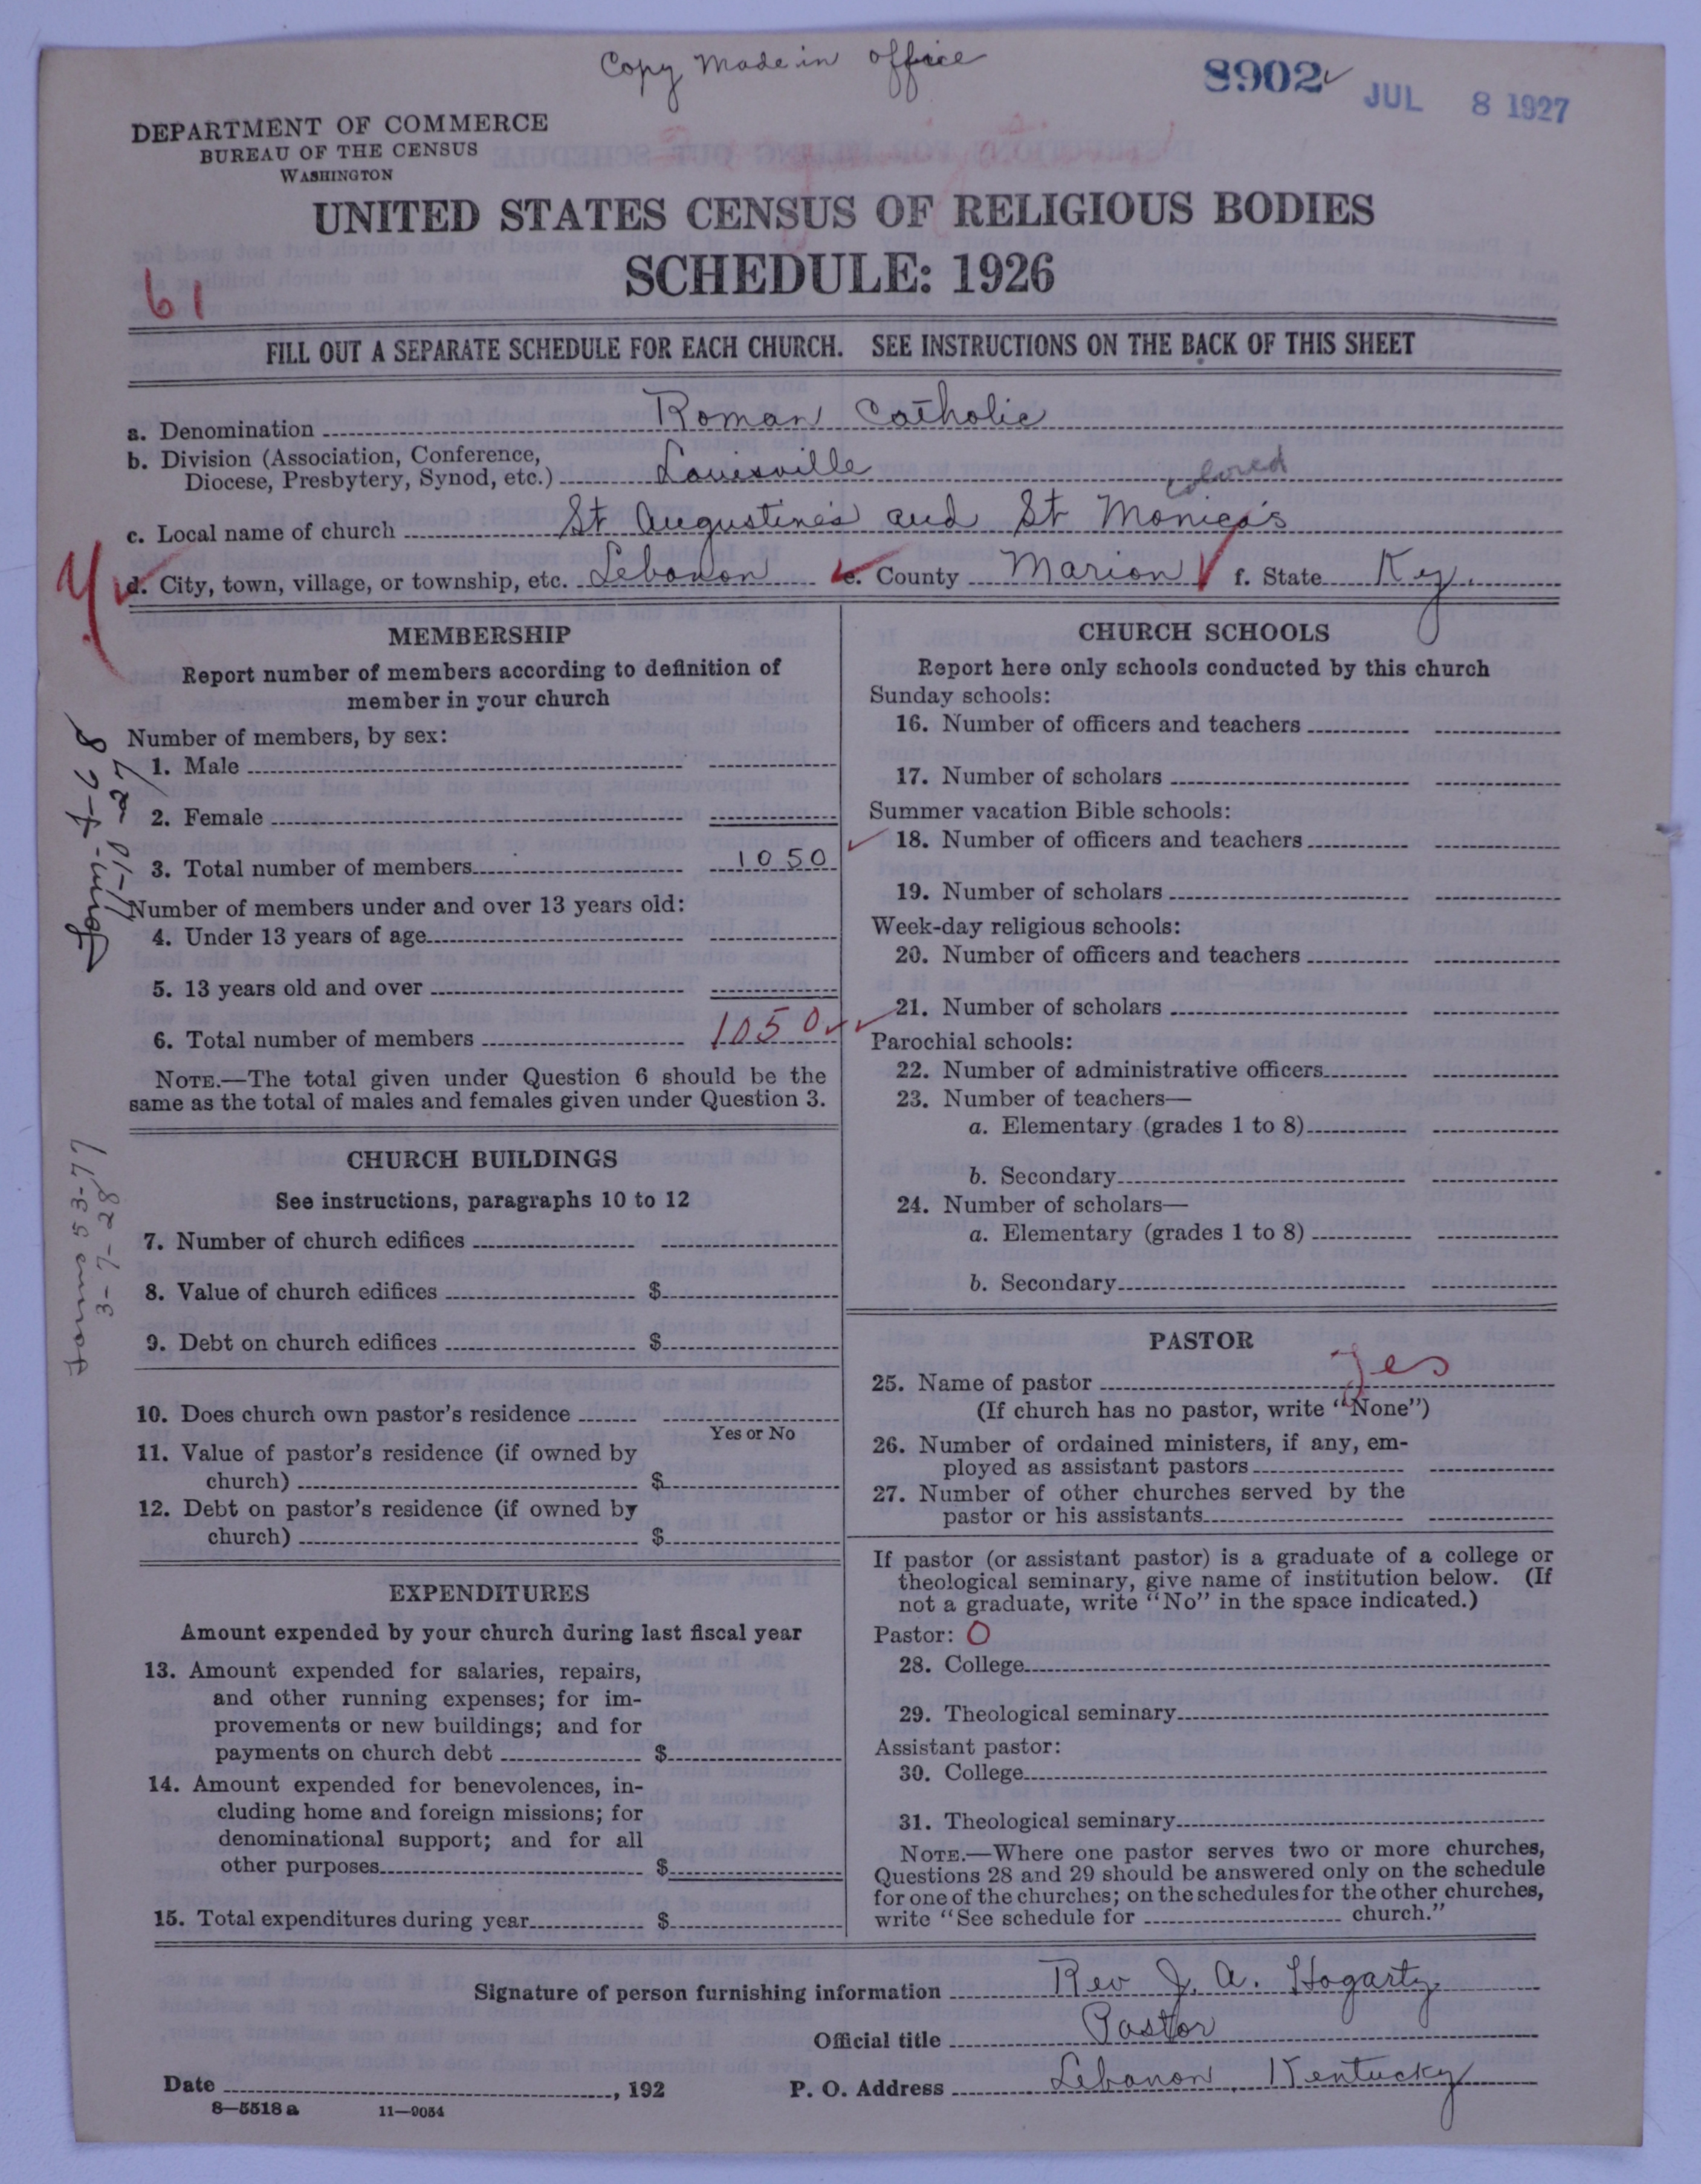 Copy Made in office
8902
JUL 8 1927
DEPARTMENT OF COMMERCE
BUREAU OF THE CENSUS
WASHINGTON
UNITED STATES CENSUS OF RELIGIOUS BODIES
SCHEDULE: 1926
61
FILL OUT A SEPARATE SCHEDULE FOR EACH CHURCH. SEE INSTRUCTIONS ON THE BACK OF THIS SHEET
a. Denomination Roman Catholic
b. Division (Association, Conference,
Diocese, Presbytery, Synod, etc.) Louisville
colored
c. Local name of church St Augustine's and St Monica's
d. City, town, village, or township, etc. Lebanon e. County Marion f. State Ky.
MEMBERSHIP
Report number of members according to definition of
member in your church
Number of members, by sex:
1. Male
2. Female
3. Total number of members 1050
Number of members under and over 13 years old:
4. Under 13 years of age
5. 13 years old and over
6. Total number of members 1050
NOTE.—The total given under Question 6 should be the
same as the total of males and females given under Question 3.
11-10-27
CHURCH BUILDINGS
See instructions, paragraphs 10 to 12
7. Number of church edifices
8. Value of church edifices $
9. Debt on church edifices $
10. Does church own pastor's residence
Yes or No
11. Value of pastor's residence (if owned by
church) $
12. Debt on pastor's residence (if owned by
church) $
Forms 53-77
3-7-28
EXPENDITURES
Amount expended by your church during last fiscal year
13. Amount expended for salaries, repairs,
and other running expenses; for im-
provements or new buildings; and for
payments on church debt $
14. Amount expended for benevolences, in-
cluding home and foreign missions; for
denominational support; and for all
other purposes $
15. Total expenditures during year $
CHURCH SCHOOLS
Report here only schools conducted by this church
Sunday schools:
16. Number of officers and teachers
17. Number of scholars
Summer vacation Bible schools:
18. Number of officers and teachers
19. Number of scholars
Week-day religious schools:
20. Number of officers and teachers
21. Number of scholars
Parochial schools:
22. Number of administrative officers
23. Number of teachers—
a. Elementary (grades 1 to 8)
b. Secondary
24. Number of scholars—
a. Elementary (grades 1 to 8)
b. Secondary
PASTOR
25. Name of pastor yes
(If church has no pastor, write "None")
26. Number of ordained ministers, if any, em-
ployed as assistant pastors
27. Number of other churches served by the
pastor or his assistants
If pastor (or assistant pastor) is a graduate of a college or
theological seminary, give name of institution below. (If
not a graduate, write "No" in the space indicated.)
Pastor: O
28. College
29. Theological seminary
Assistant pastor:
30. College
31. Theological seminary
NOTE.—Where one pastor serves two or more churches,
Questions 28 and 29 should be answered only on the schedule
for one of the churches; on the schedules for the other churches,
write "See schedule for church."
Signature of person furnishing information Rev J. A. Hogarty
Official title Pastor
Date , 192 P. O. Address Lebanon, Kentucky
8—5518 a 11—9054